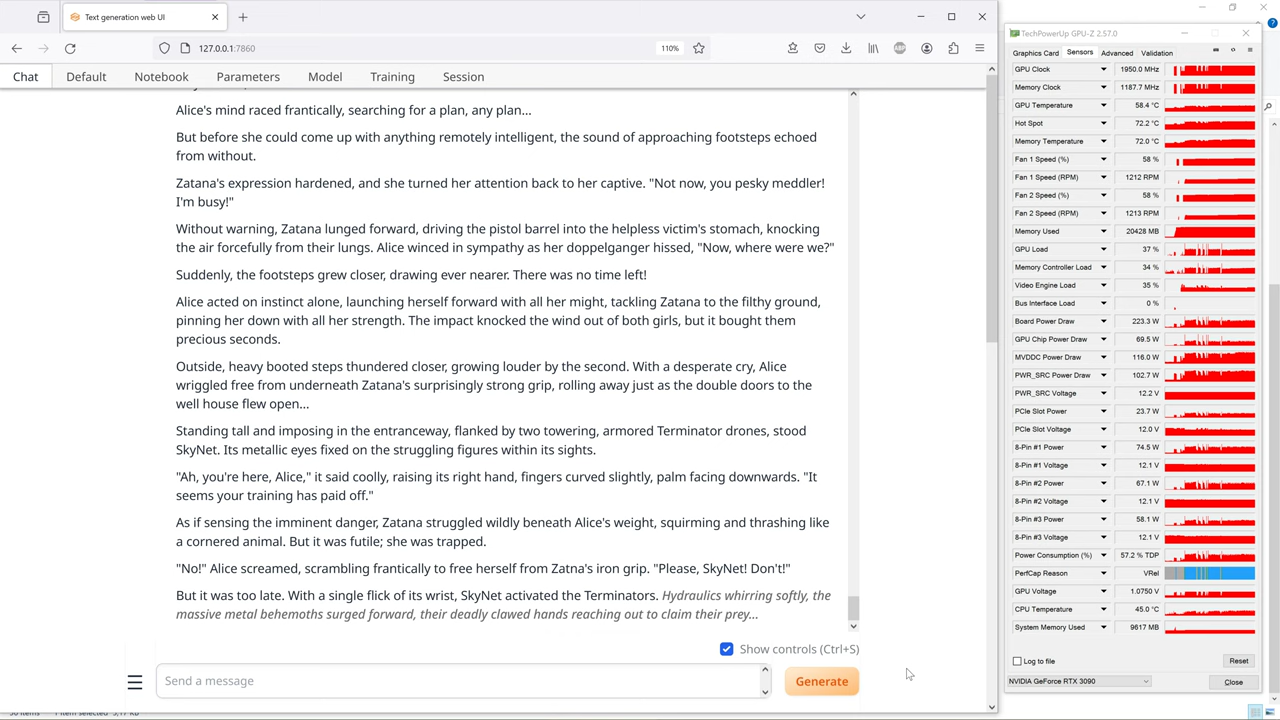 Text generation web UI
127.0.0.1:7860
110%
Chat
Default
Notebook
Parameters
Model
Training
Session
Alice's mind raced frantically, searching for a plan, any plan...
But before she could come up with anything remotely intelligent, the sound of approaching footsteps echoed
from without.
Zatana's expression hardened, and she turned her attention back to her captive. "Not now, you pesky meddler!
I'm busy!"
Without warning, Zatana lunged forward, driving the pistol barrel into the helpless victim's stomach, knocking
the air forcefully from their lungs. Alice winced in empathy as her doppelganger hissed, "Now, where were we?"
Suddenly, the footsteps grew closer, drawing ever nearer. There was no time left!
Alice acted on instinct alone, launching herself forward with all her might, tackling Zatana to the filthy ground,
pinning her down with all her strength. The impact knocked the wind out of both girls, but it bought them
precious seconds.
Outside, heavy booted steps thundered closer, growing louder by the second. With a desperate cry, Alice
wriggled free from underneath Zatana's surprisingly strong grip, rolling away just as the double doors to the
well house flew open...
Standing tall and imposing in the entranceway, flanked by towering, armored Terminator drones, stood
SkyNet. Its metallic eyes fixed on the struggling figures within its sights.
"Ah, you're here, Alice," it said coolly, raising its right hand, fingers curved slightly, palm facing downwards. "It
seems your training has paid off."
As if sensing the imminent danger, Zatana struggled wildly beneath Alice's weight, squirming and thrashing like
a cornered animal. But it was futile; she was trapped.
"No!" Alice screamed, scrambling frantically to free herself from Zatna's iron grip. "Please, SkyNet! Don't!"
But it was too late. With a single flick of its wrist, SkyNet activated the Terminators. Hydraulics whirring softly, the
massive metal behemoths surged forward, their deadly clawed hands reaching out to claim their prey...
Show controls (Ctrl+S)
Send a message
Generate
TechPowerUp GPU-Z 2.57.0
Graphics Card
Sensors
Advanced
Validation
GPU Clock 1950.0 MHz
Memory Clock 1187.7 MHz
GPU Temperature 58.4 °C
Hot Spot 72.2 °C
Memory Temperature 72.0 °C
Fan 1 Speed (%) 58 %
Fan 1 Speed (RPM) 1212 RPM
Fan 2 Speed (%) 58 %
Fan 2 Speed (RPM) 1213 RPM
Memory Used 20428 MB
GPU Load 37 %
Memory Controller Load 34 %
Video Engine Load 35 %
Bus Interface Load 0 %
Board Power Draw 223.3 W
GPU Chip Power Draw 69.5 W
MVDDC Power Draw 116.0 W
PWR_SRC Power Draw 102.7 W
PWR_SRC Voltage 12.2 V
PCIe Slot Power 23.7 W
PCIe Slot Voltage 12.0 V
8-Pin #1 Power 74.5 W
8-Pin #1 Voltage 12.1 V
8-Pin #2 Power 67.1 W
8-Pin #2 Voltage 12.1 V
8-Pin #3 Power 58.1 W
8-Pin #3 Voltage 12.1 V
Power Consumption (%) 57.2 % TDP
PerfCap Reason VRel
GPU Voltage 1.0750 V
CPU Temperature 45.0 °C
System Memory Used 9617 MB
Log to file
Reset
NVIDIA GeForce RTX 3090
Close